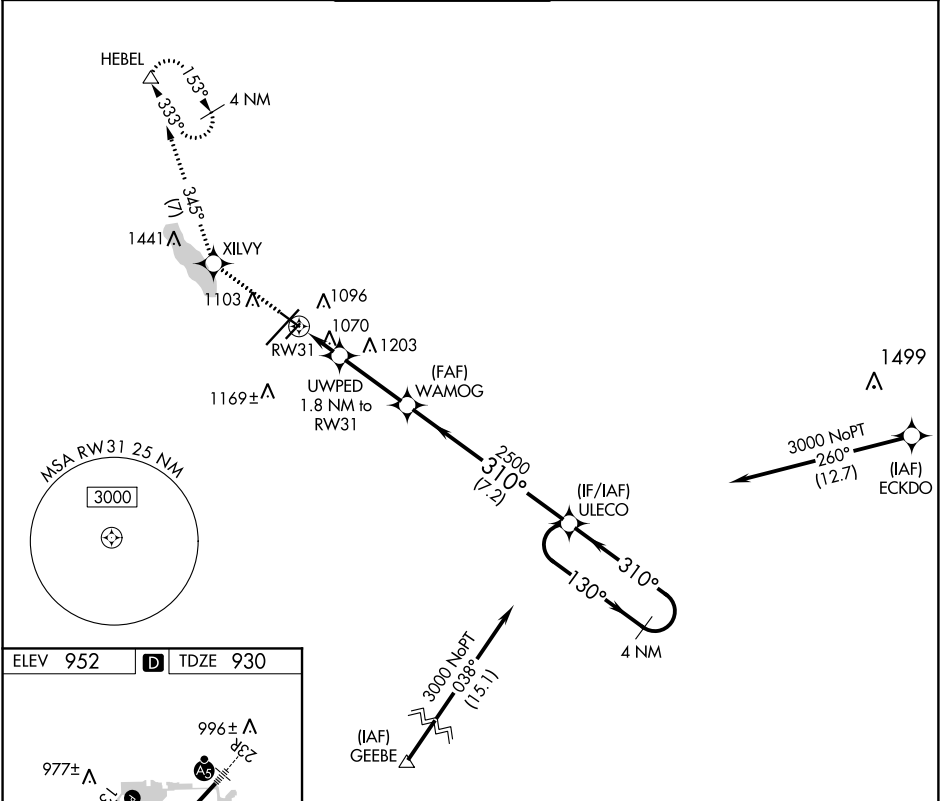 HEBEL
153°
333°
4 NM
345°
(7)
1441
XILVY
1103
1096
1070
RW31
1203
UWPED
1.8 NM to
RW31
(FAF)
WAMOG
1169±
1499
3000 NoPT
260°
(12.7)
(IAF)
ECKDO
2500
310°
(7.2)
(IF/IAF)
ULECO
310°
130°
4 NM
MSA RW31 25 NM
3000
3000 NoPT
038°
(15.1)
(IAF)
GEEBE
ELEV 952 D TDZE 930
996±
23R
A5
977±